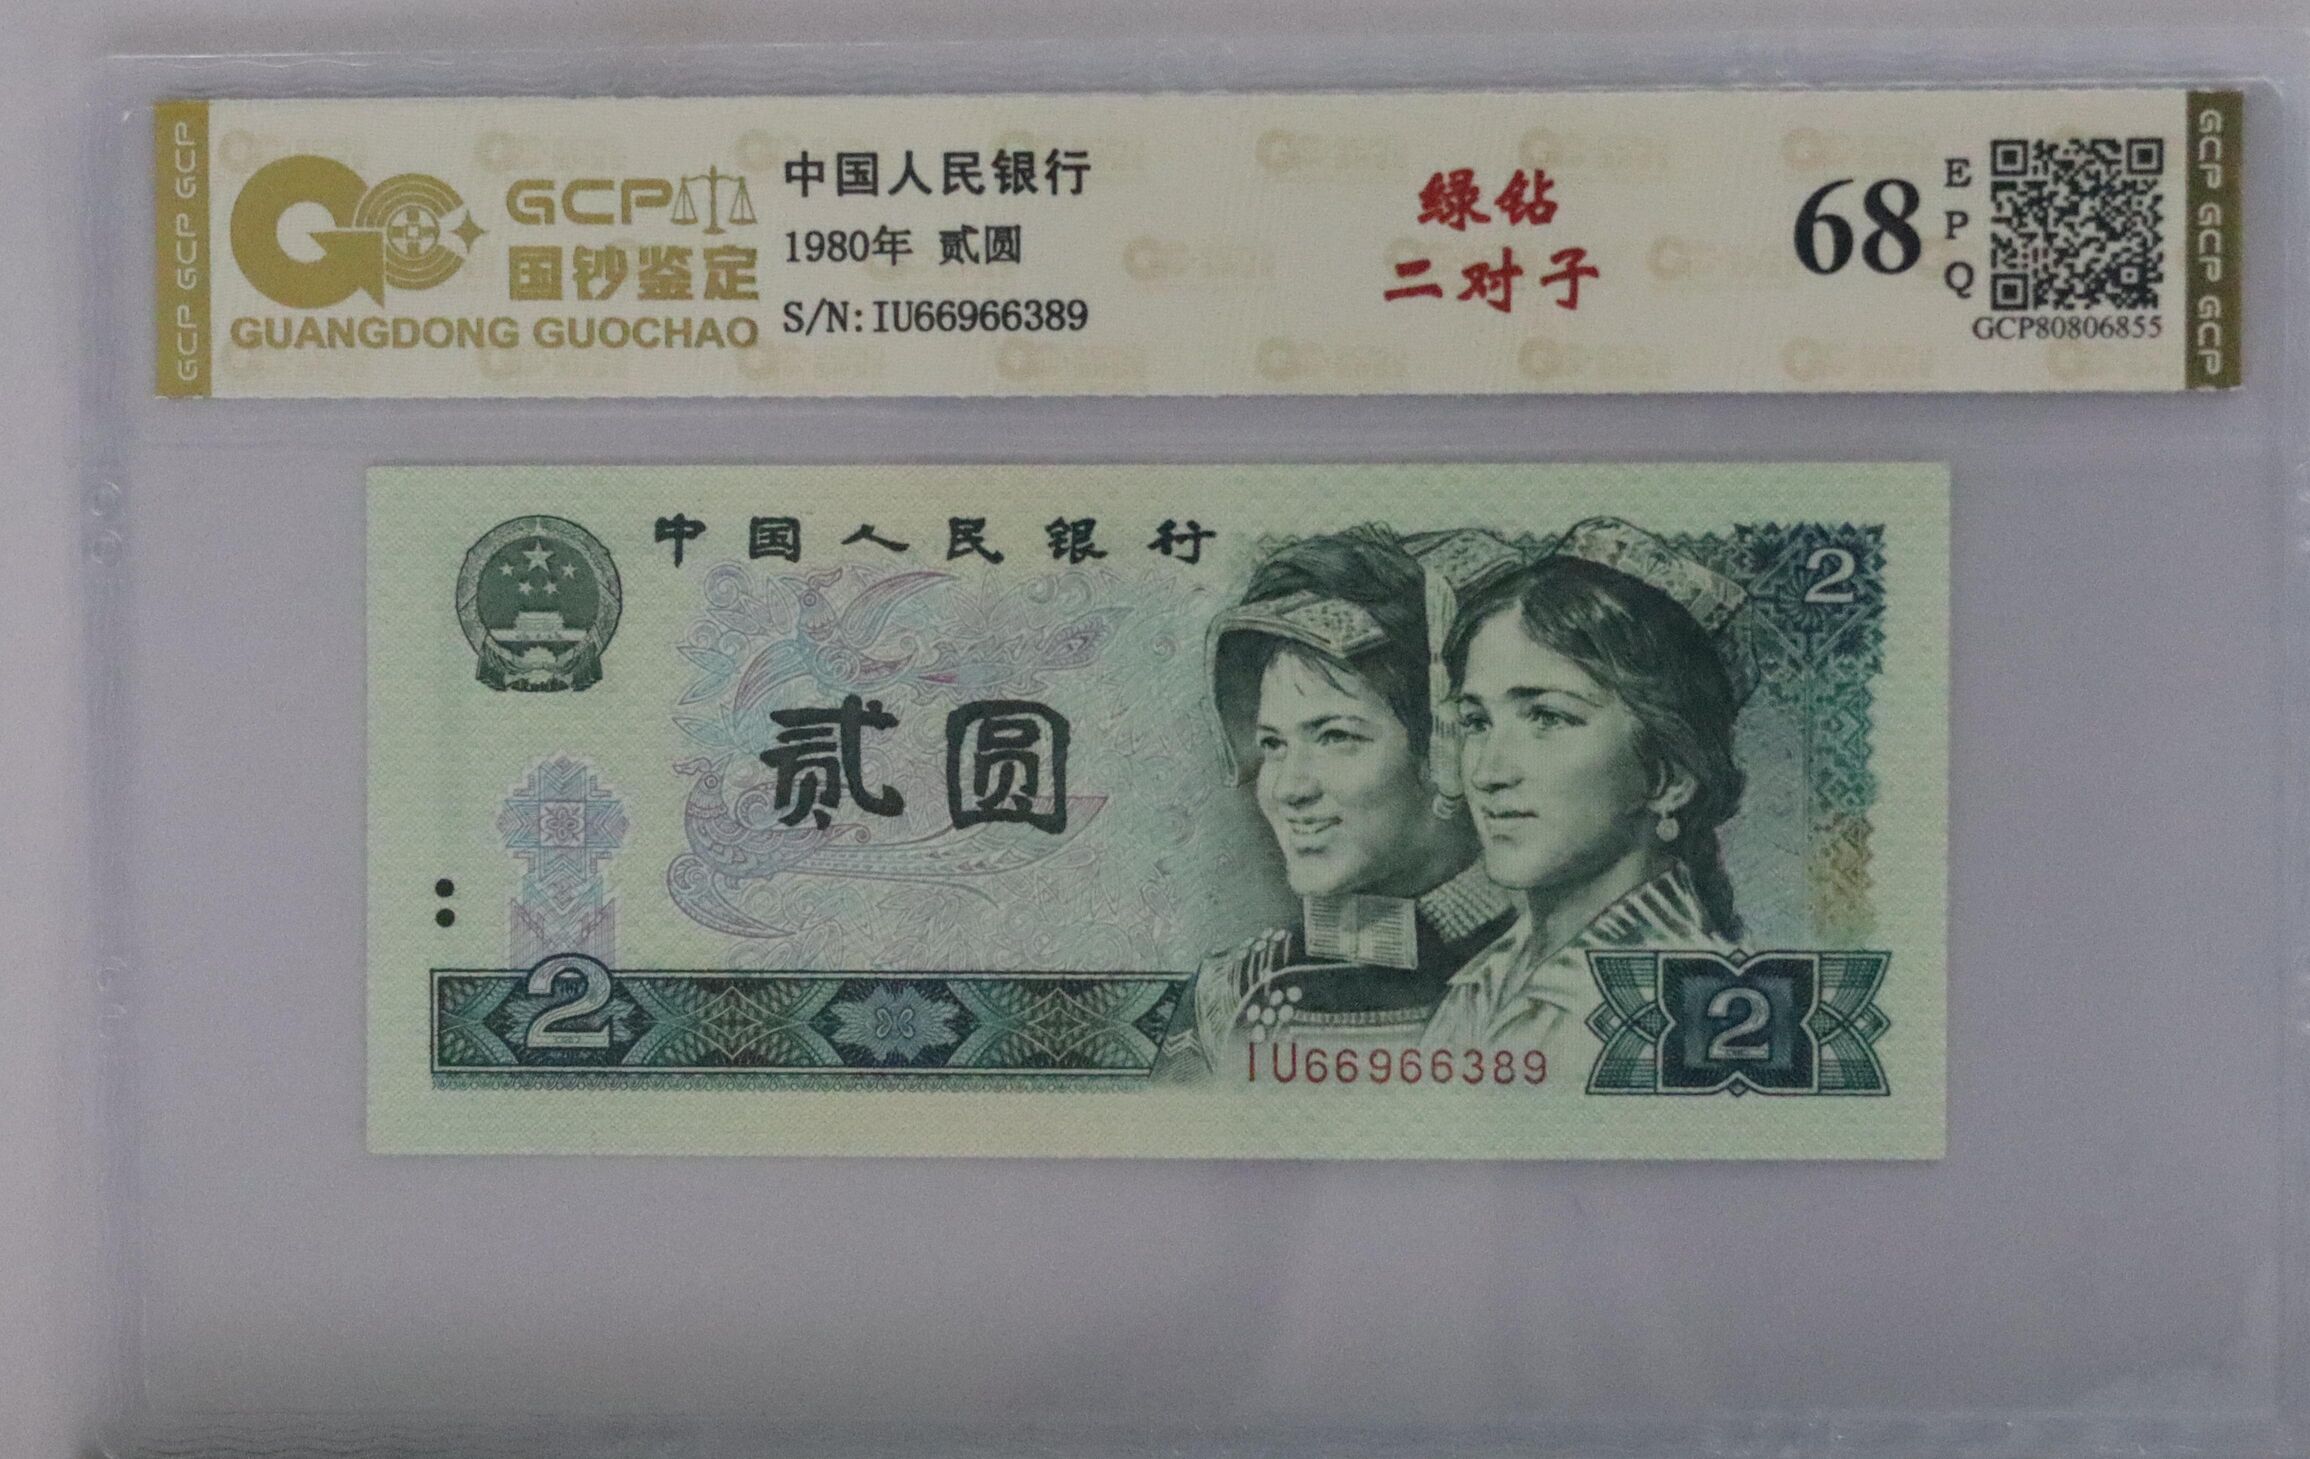 GCP GCP GCP
GCP
国钞鉴定
GUANGDONG GUOCHAO
中国人民银行
1980年 贰圆
S/N:IU66966389
绿钻
二对子
68
EPQ
GCP80806855
GCP GCP GCP
中国人民银行
2
贰圆
2
IU66966389
2